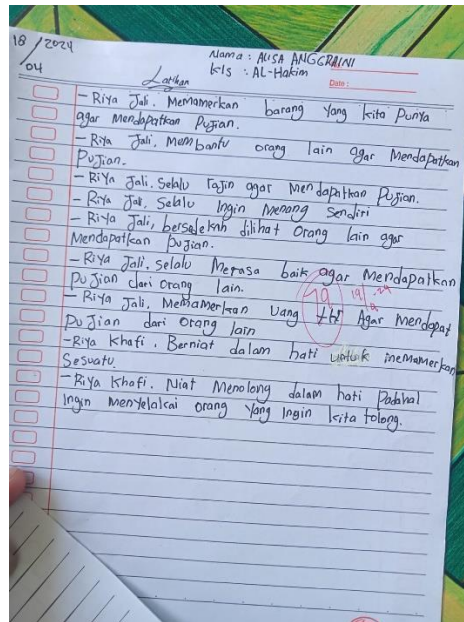 18/2024
04
Nama : ALISA ANGGRAINI
Kls : AL-Hakim
Date :
Latihan
- Riya Jali. Memamerkan barang yang kita Punya
agar Mendapatkan Pujian.
- Riya Jali. Membantu orang lain agar Mendapatkan
Pujian.
- Riya Jali. Selalu rajin agar Mendapatkan Pujian.
- Riya Jali, Selalu Ingin Menang Sendiri
- Riya Jali, bersedekah dilihat Orang lain agar
Mendapatkan Pujian.
- Riya Jali. selalu Merasa baik agar Mendapatkan
Pujian dari orang lain.
- Riya Jali, Memamerkan Uang thr Agar Mendapat
Pujian dari Orang lain
- Riya Khafi. Berniat dalam hati untuk memamerkan
Sesuatu.
- Riya Khofi. Niat Menolong dalam hati Padahal
Ingin Menyelakai orang Yang Ingin kita tolong.